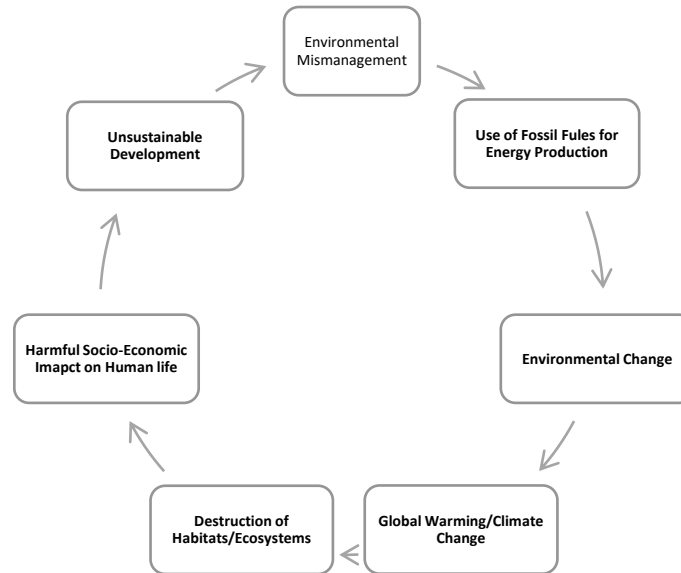 Environmental
Mismanagement
Use of Fossil Fules for
Energy Production
Environmental Change
Global Warming/Climate
Change
Destruction of
Habitats/Ecosystems
Harmful Socio-Economic
Imapct on Human life
Unsustainable
Development